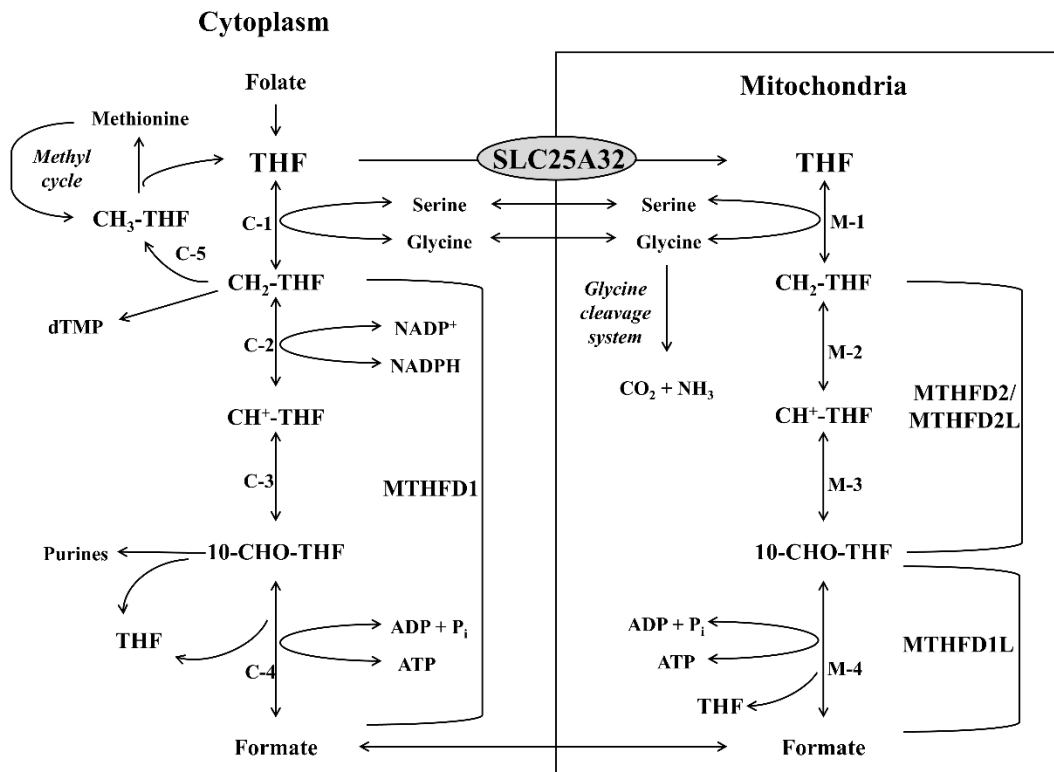 Cytoplasm
Folate
Methionine
Methyl
cycle
THF
CH₃-THF
C-1
Serine
Glycine
C-5
CH₂-THF
dTMP
C-2
NADP⁺
NADPH
CH⁺-THF
C-3
MTHFD1
Purines
10-CHO-THF
THF
ADP + Pᵢ
ATP
C-4
Formate
SLC25A32
Mitochondria
THF
Serine
Glycine
M-1
CH₂-THF
Glycine
cleavage
system
CO₂ + NH₃
M-2
CH⁺-THF
MTHFD2/
MTHFD2L
M-3
10-CHO-THF
ADP + Pᵢ
ATP
MTHFD1L
M-4
THF
Formate